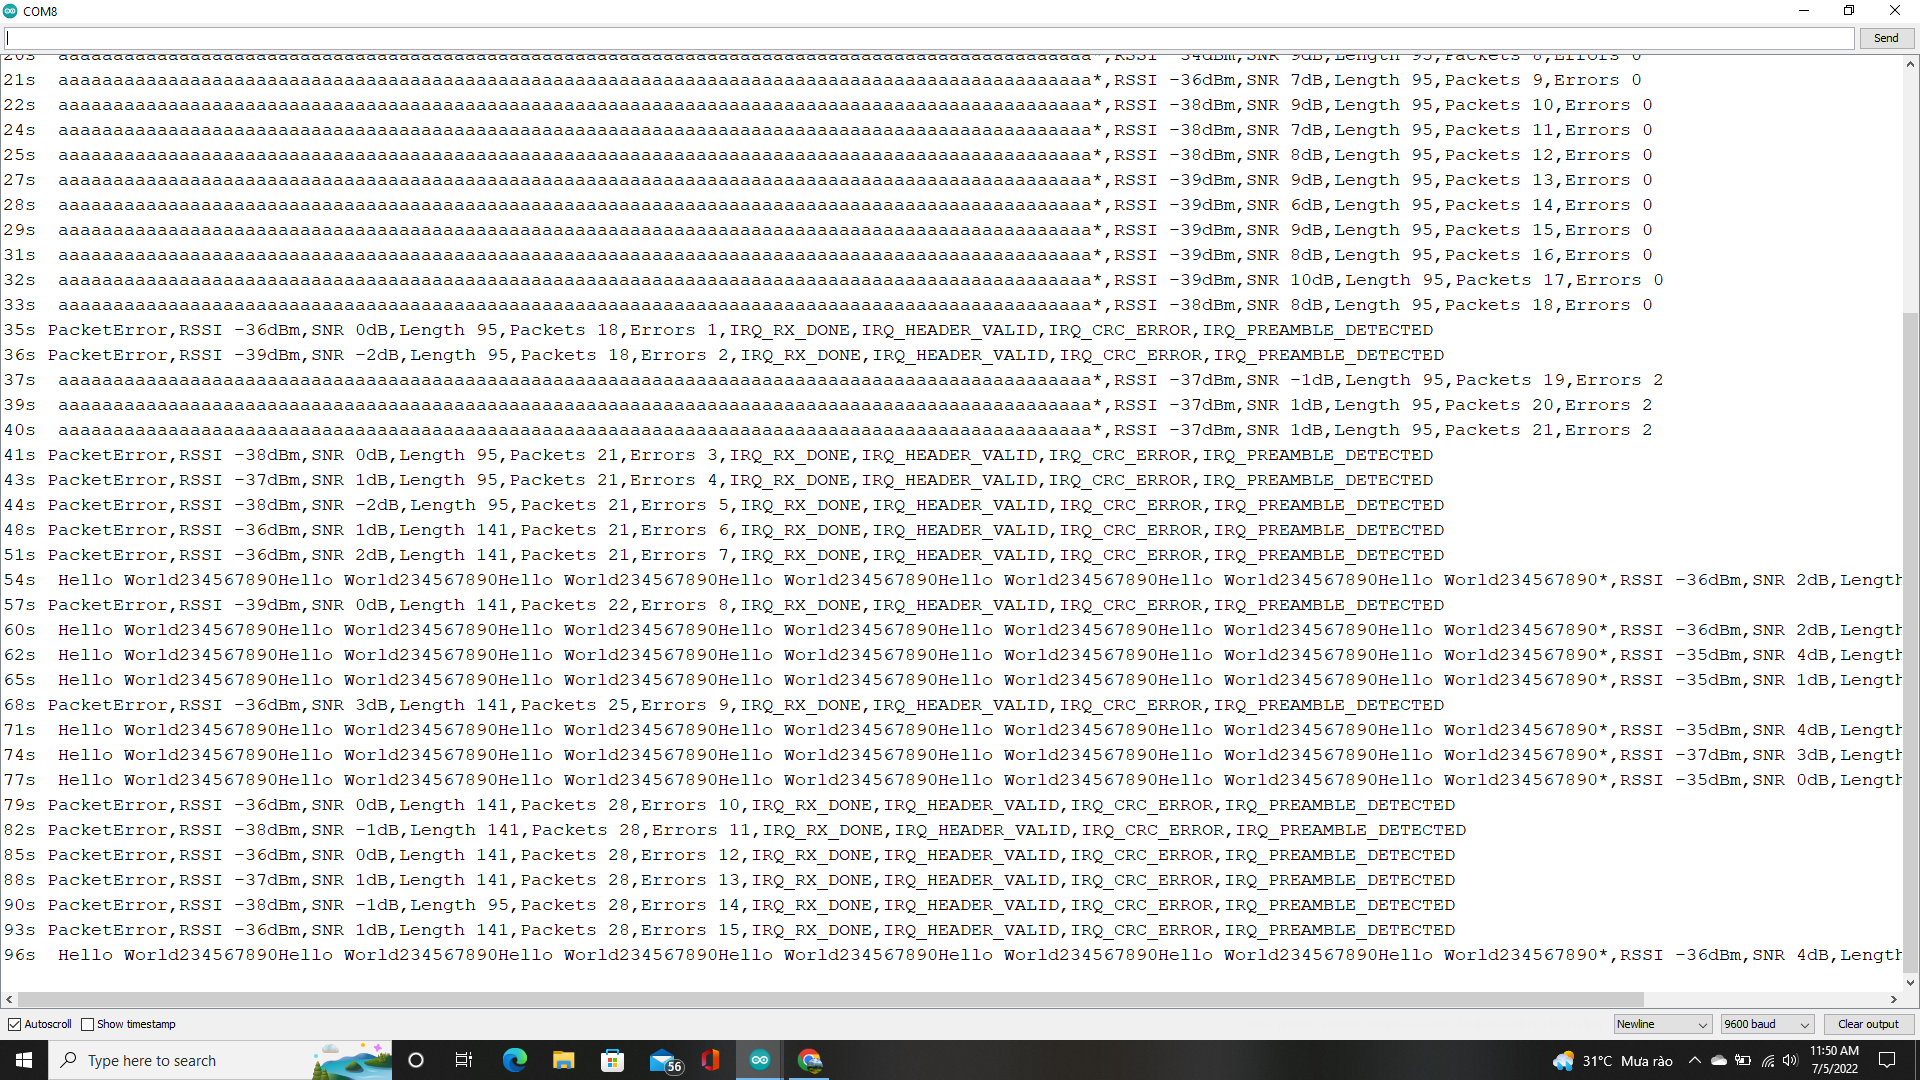 COM8
Send
20s  aaaaaaaaaaaaaaaaaaaaaaaaaaaaaaaaaaaaaaaaaaaaaaaaaaaaaaaaaaaaaaaaaaaaaaaaaaaaaaaaaaaaaaaaaaaaaa*,RSSI -34dBm,SNR 9dB,Length 95,Packets 8,Errors 0
21s  aaaaaaaaaaaaaaaaaaaaaaaaaaaaaaaaaaaaaaaaaaaaaaaaaaaaaaaaaaaaaaaaaaaaaaaaaaaaaaaaaaaaaaaaaaaaaa*,RSSI -36dBm,SNR 7dB,Length 95,Packets 9,Errors 0
22s  aaaaaaaaaaaaaaaaaaaaaaaaaaaaaaaaaaaaaaaaaaaaaaaaaaaaaaaaaaaaaaaaaaaaaaaaaaaaaaaaaaaaaaaaaaaaaa*,RSSI -38dBm,SNR 9dB,Length 95,Packets 10,Errors 0
24s  aaaaaaaaaaaaaaaaaaaaaaaaaaaaaaaaaaaaaaaaaaaaaaaaaaaaaaaaaaaaaaaaaaaaaaaaaaaaaaaaaaaaaaaaaaaaaa*,RSSI -38dBm,SNR 7dB,Length 95,Packets 11,Errors 0
25s  aaaaaaaaaaaaaaaaaaaaaaaaaaaaaaaaaaaaaaaaaaaaaaaaaaaaaaaaaaaaaaaaaaaaaaaaaaaaaaaaaaaaaaaaaaaaaa*,RSSI -38dBm,SNR 8dB,Length 95,Packets 12,Errors 0
27s  aaaaaaaaaaaaaaaaaaaaaaaaaaaaaaaaaaaaaaaaaaaaaaaaaaaaaaaaaaaaaaaaaaaaaaaaaaaaaaaaaaaaaaaaaaaaaa*,RSSI -39dBm,SNR 9dB,Length 95,Packets 13,Errors 0
28s  aaaaaaaaaaaaaaaaaaaaaaaaaaaaaaaaaaaaaaaaaaaaaaaaaaaaaaaaaaaaaaaaaaaaaaaaaaaaaaaaaaaaaaaaaaaaaa*,RSSI -39dBm,SNR 6dB,Length 95,Packets 14,Errors 0
29s  aaaaaaaaaaaaaaaaaaaaaaaaaaaaaaaaaaaaaaaaaaaaaaaaaaaaaaaaaaaaaaaaaaaaaaaaaaaaaaaaaaaaaaaaaaaaaa*,RSSI -39dBm,SNR 9dB,Length 95,Packets 15,Errors 0
31s  aaaaaaaaaaaaaaaaaaaaaaaaaaaaaaaaaaaaaaaaaaaaaaaaaaaaaaaaaaaaaaaaaaaaaaaaaaaaaaaaaaaaaaaaaaaaaa*,RSSI -39dBm,SNR 8dB,Length 95,Packets 16,Errors 0
32s  aaaaaaaaaaaaaaaaaaaaaaaaaaaaaaaaaaaaaaaaaaaaaaaaaaaaaaaaaaaaaaaaaaaaaaaaaaaaaaaaaaaaaaaaaaaaaa*,RSSI -39dBm,SNR 10dB,Length 95,Packets 17,Errors 0
33s  aaaaaaaaaaaaaaaaaaaaaaaaaaaaaaaaaaaaaaaaaaaaaaaaaaaaaaaaaaaaaaaaaaaaaaaaaaaaaaaaaaaaaaaaaaaaaa*,RSSI -38dBm,SNR 8dB,Length 95,Packets 18,Errors 0
35s PacketError,RSSI -36dBm,SNR 0dB,Length 95,Packets 18,Errors 1,IRQ_RX_DONE,IRQ_HEADER_VALID,IRQ_CRC_ERROR,IRQ_PREAMBLE_DETECTED
36s PacketError,RSSI -39dBm,SNR -2dB,Length 95,Packets 18,Errors 2,IRQ_RX_DONE,IRQ_HEADER_VALID,IRQ_CRC_ERROR,IRQ_PREAMBLE_DETECTED
37s  aaaaaaaaaaaaaaaaaaaaaaaaaaaaaaaaaaaaaaaaaaaaaaaaaaaaaaaaaaaaaaaaaaaaaaaaaaaaaaaaaaaaaaaaaaaaaa*,RSSI -37dBm,SNR -1dB,Length 95,Packets 19,Errors 2
39s  aaaaaaaaaaaaaaaaaaaaaaaaaaaaaaaaaaaaaaaaaaaaaaaaaaaaaaaaaaaaaaaaaaaaaaaaaaaaaaaaaaaaaaaaaaaaaa*,RSSI -37dBm,SNR 1dB,Length 95,Packets 20,Errors 2
40s  aaaaaaaaaaaaaaaaaaaaaaaaaaaaaaaaaaaaaaaaaaaaaaaaaaaaaaaaaaaaaaaaaaaaaaaaaaaaaaaaaaaaaaaaaaaaaa*,RSSI -37dBm,SNR 1dB,Length 95,Packets 21,Errors 2
41s PacketError,RSSI -38dBm,SNR 0dB,Length 95,Packets 21,Errors 3,IRQ_RX_DONE,IRQ_HEADER_VALID,IRQ_CRC_ERROR,IRQ_PREAMBLE_DETECTED
43s PacketError,RSSI -37dBm,SNR 1dB,Length 95,Packets 21,Errors 4,IRQ_RX_DONE,IRQ_HEADER_VALID,IRQ_CRC_ERROR,IRQ_PREAMBLE_DETECTED
44s PacketError,RSSI -38dBm,SNR -2dB,Length 95,Packets 21,Errors 5,IRQ_RX_DONE,IRQ_HEADER_VALID,IRQ_CRC_ERROR,IRQ_PREAMBLE_DETECTED
48s PacketError,RSSI -36dBm,SNR 1dB,Length 141,Packets 21,Errors 6,IRQ_RX_DONE,IRQ_HEADER_VALID,IRQ_CRC_ERROR,IRQ_PREAMBLE_DETECTED
51s PacketError,RSSI -36dBm,SNR 2dB,Length 141,Packets 21,Errors 7,IRQ_RX_DONE,IRQ_HEADER_VALID,IRQ_CRC_ERROR,IRQ_PREAMBLE_DETECTED
54s  Hello World234567890Hello World234567890Hello World234567890Hello World234567890Hello World234567890Hello World234567890Hello World234567890*,RSSI -36dBm,SNR 2dB,Length
57s PacketError,RSSI -39dBm,SNR 0dB,Length 141,Packets 22,Errors 8,IRQ_RX_DONE,IRQ_HEADER_VALID,IRQ_CRC_ERROR,IRQ_PREAMBLE_DETECTED
60s  Hello World234567890Hello World234567890Hello World234567890Hello World234567890Hello World234567890Hello World234567890Hello World234567890*,RSSI -36dBm,SNR 2dB,Length
62s  Hello World234567890Hello World234567890Hello World234567890Hello World234567890Hello World234567890Hello World234567890Hello World234567890*,RSSI -35dBm,SNR 4dB,Length
65s  Hello World234567890Hello World234567890Hello World234567890Hello World234567890Hello World234567890Hello World234567890Hello World234567890*,RSSI -35dBm,SNR 1dB,Length
68s PacketError,RSSI -36dBm,SNR 3dB,Length 141,Packets 25,Errors 9,IRQ_RX_DONE,IRQ_HEADER_VALID,IRQ_CRC_ERROR,IRQ_PREAMBLE_DETECTED
71s  Hello World234567890Hello World234567890Hello World234567890Hello World234567890Hello World234567890Hello World234567890Hello World234567890*,RSSI -35dBm,SNR 4dB,Length
74s  Hello World234567890Hello World234567890Hello World234567890Hello World234567890Hello World234567890Hello World234567890Hello World234567890*,RSSI -37dBm,SNR 3dB,Length
77s  Hello World234567890Hello World234567890Hello World234567890Hello World234567890Hello World234567890Hello World234567890Hello World234567890*,RSSI -35dBm,SNR 0dB,Length
79s PacketError,RSSI -36dBm,SNR 0dB,Length 141,Packets 28,Errors 10,IRQ_RX_DONE,IRQ_HEADER_VALID,IRQ_CRC_ERROR,IRQ_PREAMBLE_DETECTED
82s PacketError,RSSI -38dBm,SNR -1dB,Length 141,Packets 28,Errors 11,IRQ_RX_DONE,IRQ_HEADER_VALID,IRQ_CRC_ERROR,IRQ_PREAMBLE_DETECTED
85s PacketError,RSSI -36dBm,SNR 0dB,Length 141,Packets 28,Errors 12,IRQ_RX_DONE,IRQ_HEADER_VALID,IRQ_CRC_ERROR,IRQ_PREAMBLE_DETECTED
88s PacketError,RSSI -37dBm,SNR 1dB,Length 141,Packets 28,Errors 13,IRQ_RX_DONE,IRQ_HEADER_VALID,IRQ_CRC_ERROR,IRQ_PREAMBLE_DETECTED
90s PacketError,RSSI -38dBm,SNR -1dB,Length 95,Packets 28,Errors 14,IRQ_RX_DONE,IRQ_HEADER_VALID,IRQ_CRC_ERROR,IRQ_PREAMBLE_DETECTED
93s PacketError,RSSI -36dBm,SNR 1dB,Length 141,Packets 28,Errors 15,IRQ_RX_DONE,IRQ_HEADER_VALID,IRQ_CRC_ERROR,IRQ_PREAMBLE_DETECTED
96s  Hello World234567890Hello World234567890Hello World234567890Hello World234567890Hello World234567890Hello World234567890Hello World234567890*,RSSI -36dBm,SNR 4dB,Length
Autoscroll Show timestamp Newline 9600 baud Clear output
Type here to search 56 31°C Mưa rào 11:50 AM
7/5/2022